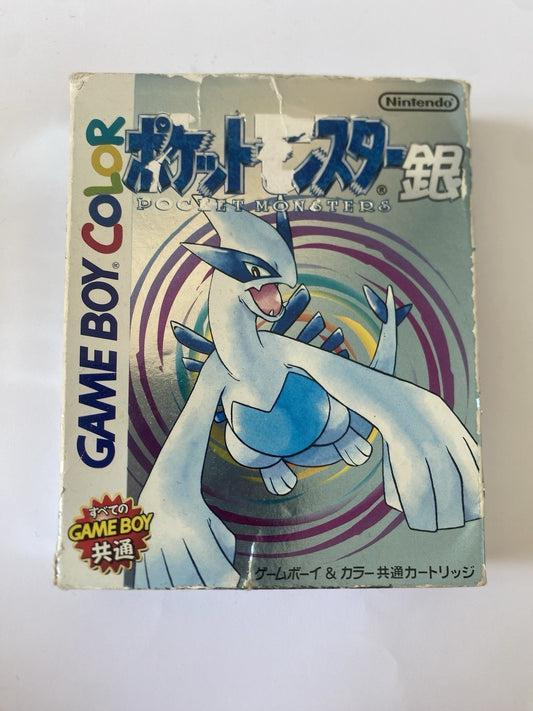 Nintendo®
ポケットモンスター®銀
POCKET MONSTERS
GAME BOY® COLOR
すべての
GAME BOY
共通
ゲームボーイ & カラー共通カートリッジ